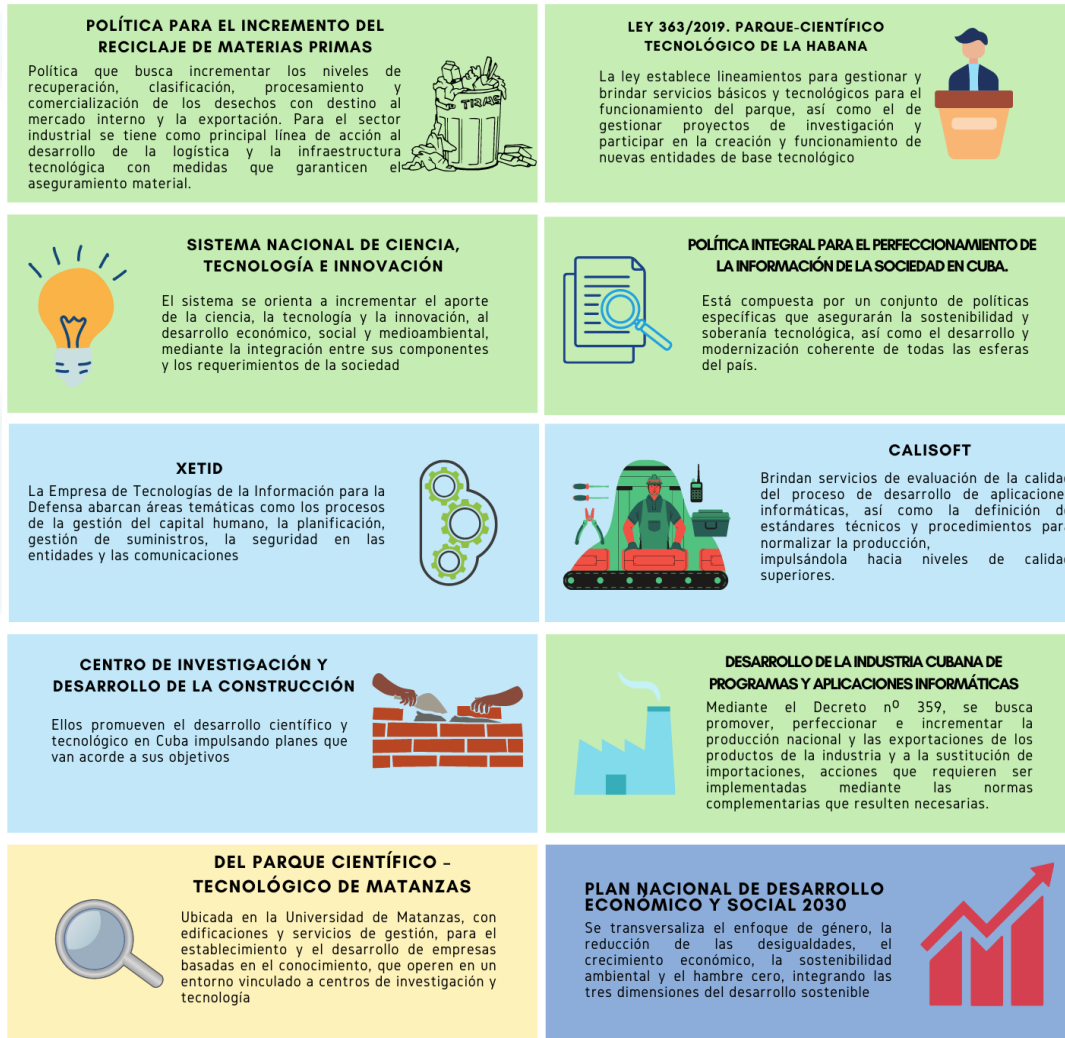 POLÍTICA PARA EL INCREMENTO DEL
RECICLAJE DE MATERIAS PRIMAS
Política que busca incrementar los niveles de
recuperación, clasificación, procesamiento y
comercialización de los desechos con destino al
mercado interno y la exportación. Para el sector
industrial se tiene como principal línea de acción al
desarrollo de la logística y la infraestructura
tecnológica con medidas que garanticen el
aseguramiento material.
LEY 363/2019. PARQUE-CIENTÍFICO
TECNOLÓGICO DE LA HABANA
La ley establece lineamientos para gestionar y
brindar servicios básicos y tecnológicos para el
funcionamiento del parque, así como el de
gestionar proyectos de investigación y
participar en la creación y funcionamiento de
nuevas entidades de base tecnológico
SISTEMA NACIONAL DE CIENCIA,
TECNOLOGÍA E INNOVACIÓN
El sistema se orienta a incrementar el aporte
de la ciencia, la tecnología y la innovación, al
desarrollo económico, social y medioambiental,
mediante la integración entre sus componentes
y los requerimientos de la sociedad
POLÍTICA INTEGRAL PARA EL PERFECCIONAMIENTO DE
LA INFORMACIÓN DE LA SOCIEDAD EN CUBA.
Está compuesta por un conjunto de políticas
específicas que asegurarán la sostenibilidad y
soberanía tecnológica, así como el desarrollo y
modernización coherente de todas las esferas
del país.
XETID
La Empresa de Tecnologías de la Información para la
Defensa abarcan áreas temáticas como los procesos
de la gestión del capital humano, la planificación,
gestión de suministros, la seguridad en las
entidades y las comunicaciones
CALISOFT
Brindan servicios de evaluación de la calidad
del proceso de desarrollo de aplicacione
informáticas, así como la definición de
estándares técnicos y procedimientos par
normalizar la producción,
impulsándola hacia niveles de calidad
superiores.
CENTRO DE INVESTIGACIÓN Y
DESARROLLO DE LA CONSTRUCCIÓN
Ellos promueven el desarrollo científico y
tecnológico en Cuba impulsando planes que
van acorde a sus objetivos
DESARROLLO DE LA INDUSTRIA CUBANA DE
PROGRAMAS Y APLICACIONES INFORMÁTICAS
Mediante el Decreto nº 359, se busca
promover, perfeccionar e incrementar la
producción nacional y las exportaciones de los
productos de la industria y a la sustitución de
importaciones, acciones que requieren ser
implementadas mediante las normas
complementarias que resulten necesarias.
DEL PARQUE CIENTÍFICO –
TECNOLÓGICO DE MATANZAS
Ubicada en la Universidad de Matanzas, con
edificaciones y servicios de gestión, para el
establecimiento y el desarrollo de empresas
basadas en el conocimiento, que operen en un
entorno vinculado a centros de investigación y
tecnología
PLAN NACIONAL DE DESARROLLO
ECONÓMICO Y SOCIAL 2030
Se transversaliza el enfoque de género, la
reducción de las desigualdades, el
crecimiento económico, la sostenibilidad
ambiental y el hambre cero, integrando las
tres dimensiones del desarrollo sostenible